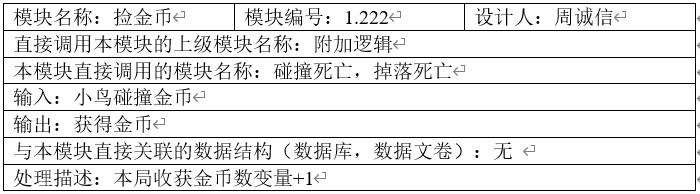 模块名称：捡金币 模块编号：1.222 设计人：周诚信
直接调用本模块的上级模块名称：附加逻辑
本模块直接调用的模块名称：碰撞死亡，掉落死亡
输入：小鸟碰撞金币
输出：获得金币
与本模块直接关联的数据结构（数据库，数据文卷）：无
处理描述：本局收获金币数变量+1